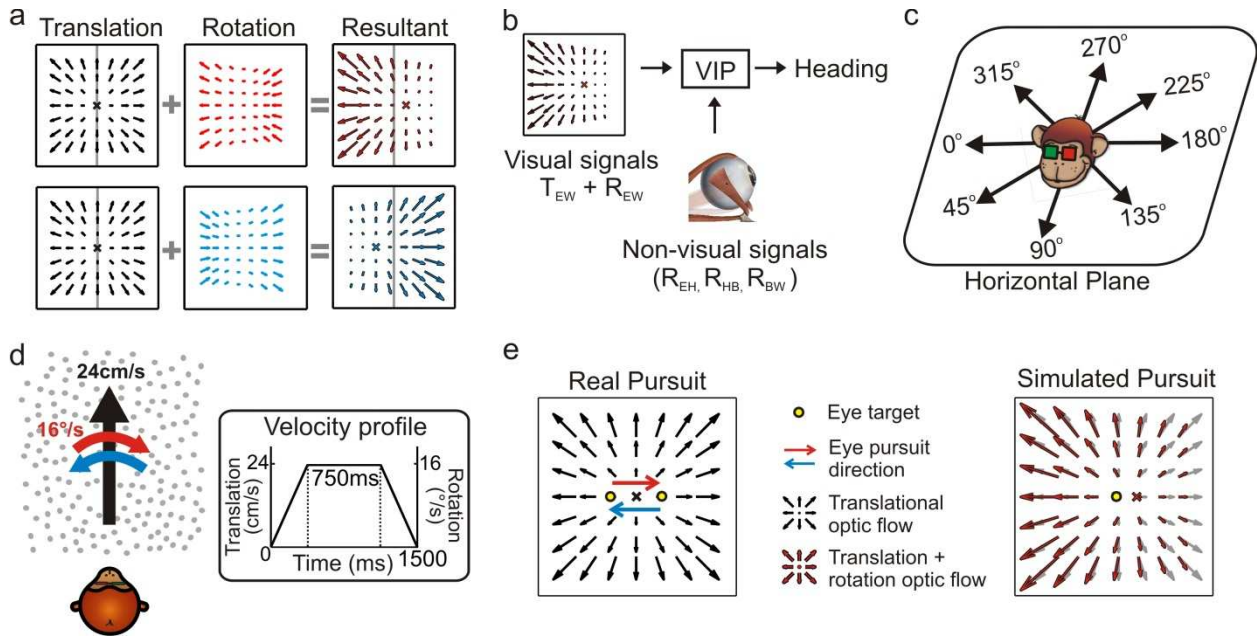 a
Translation
Rotation
Resultant
b
VIP
Heading
Visual signals
T_EW + R_EW
Non-visual signals
(R_EH, R_HB, R_BW)
c
270°
315°
225°
0°
180°
45°
135°
90°
Horizontal Plane
d
24cm/s
16°/s
Velocity profile
Translation
(cm/s)
24
0
750ms
Time (ms)
1500
16
Rotation
(°/s)
e
Real Pursuit
Eye target
Eye pursuit
direction
Translational
optic flow
Translation +
rotation optic flow
Simulated Pursuit